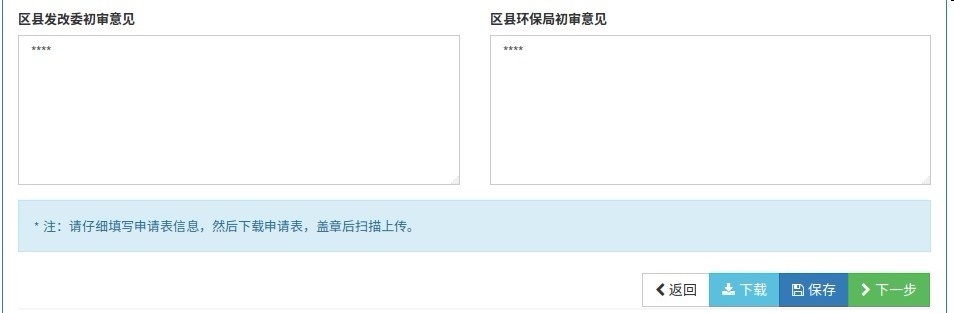 区县发改委初审意见
区县环保局初审意见
****
****
* 注：请仔细填写申请表信息，然后下载申请表，盖章后扫描上传。
返回
下载
保存
下一步